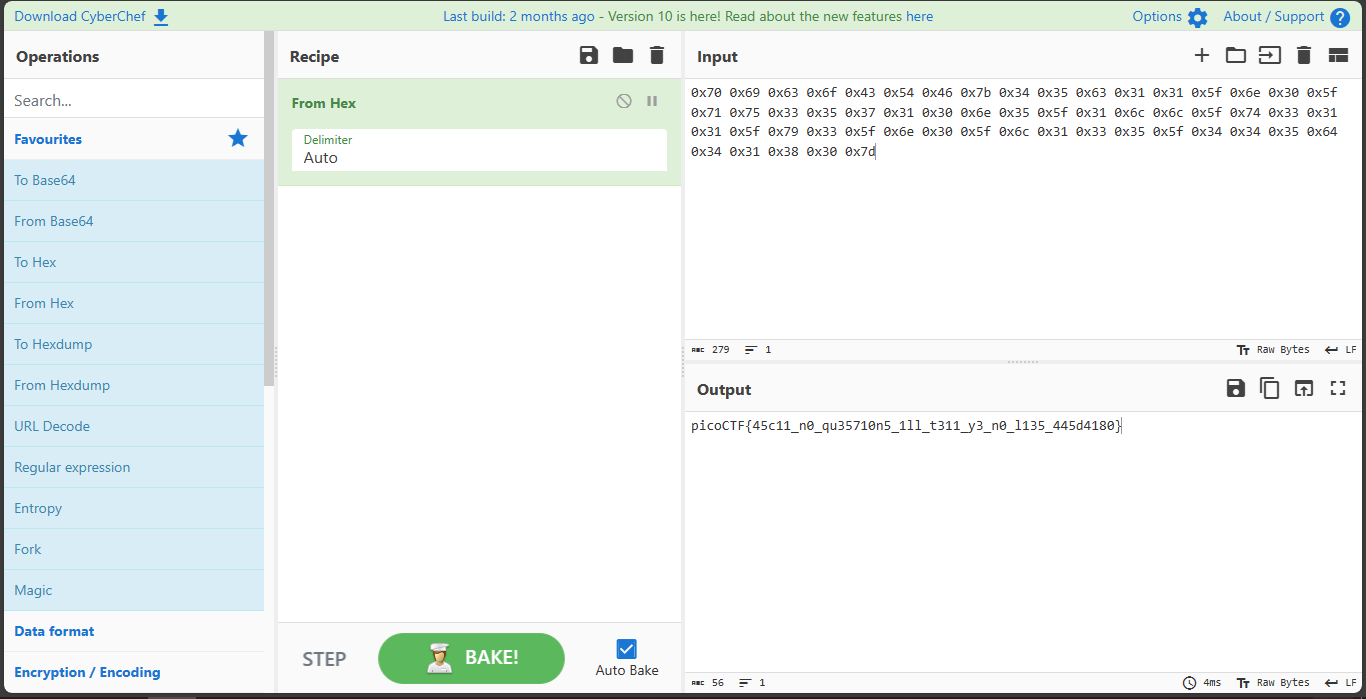 Download CyberChef
Last build: 2 months ago - Version 10 is here! Read about the new features here
Options
About / Support
?
Operations
Search...
Favourites
To Base64
From Base64
To Hex
From Hex
To Hexdump
From Hexdump
URL Decode
Regular expression
Entropy
Fork
Magic
Data format
Encryption / Encoding
Recipe
From Hex
Delimiter
Auto
STEP
BAKE!
Auto Bake
Input
0x70 0x69 0x63 0x6f 0x43 0x54 0x46 0x7b 0x34 0x35 0x63 0x31 0x31 0x5f 0x6e 0x30 0x5f
0x71 0x75 0x33 0x35 0x37 0x31 0x30 0x6e 0x35 0x5f 0x31 0x6c 0x6c 0x5f 0x74 0x33 0x31
0x31 0x5f 0x79 0x33 0x5f 0x6e 0x30 0x5f 0x6c 0x31 0x33 0x35 0x5f 0x34 0x34 0x35 0x64
0x34 0x31 0x38 0x30 0x7d
ABC 279 1
Tт Raw Bytes LF
Output
picoCTF{45c11_n0_qu35710n5_1ll_t311_y3_n0_l135_445d4180}
ABC 56 1
4ms Tт Raw Bytes LF